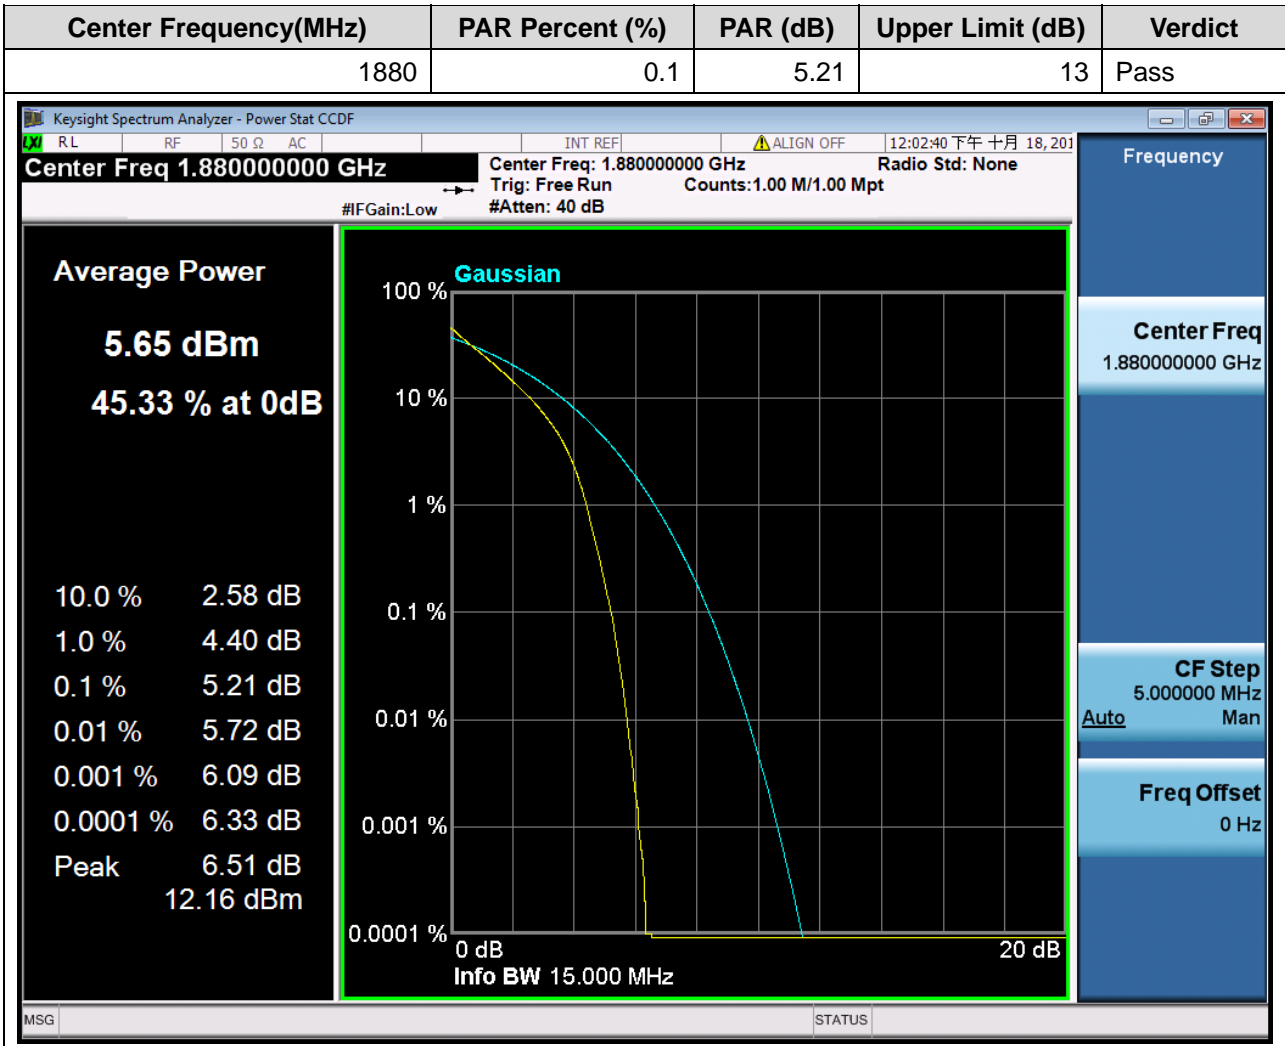 Center Frequency(MHz) PAR Percent (%) PAR (dB) Upper Limit (dB) Verdict
1880 0.1 5.21 13 Pass
Keysight Spectrum Analyzer - Power Stat CCDF
LXI RL RF 50 Ω AC INT REF ALIGN OFF 12:02:40 下午 十月 18, 201
Center Freq 1.880000000 GHz
Center Freq: 1.880000000 GHz Radio Std: None
Trig: Free Run Counts:1.00 M/1.00 Mpt
#IFGain:Low #Atten: 40 dB
Frequency
Average Power
5.65 dBm
45.33 % at 0dB
10.0 % 2.58 dB
1.0 % 4.40 dB
0.1 % 5.21 dB
0.01 % 5.72 dB
0.001 % 6.09 dB
0.0001 % 6.33 dB
Peak 6.51 dB
12.16 dBm
Gaussian
100 %
10 %
1 %
0.1 %
0.01 %
0.001 %
0.0001 %
0 dB 20 dB
Info BW 15.000 MHz
Center Freq
1.880000000 GHz
CF Step
5.000000 MHz
Auto Man
Freq Offset
0 Hz
MSG STATUS